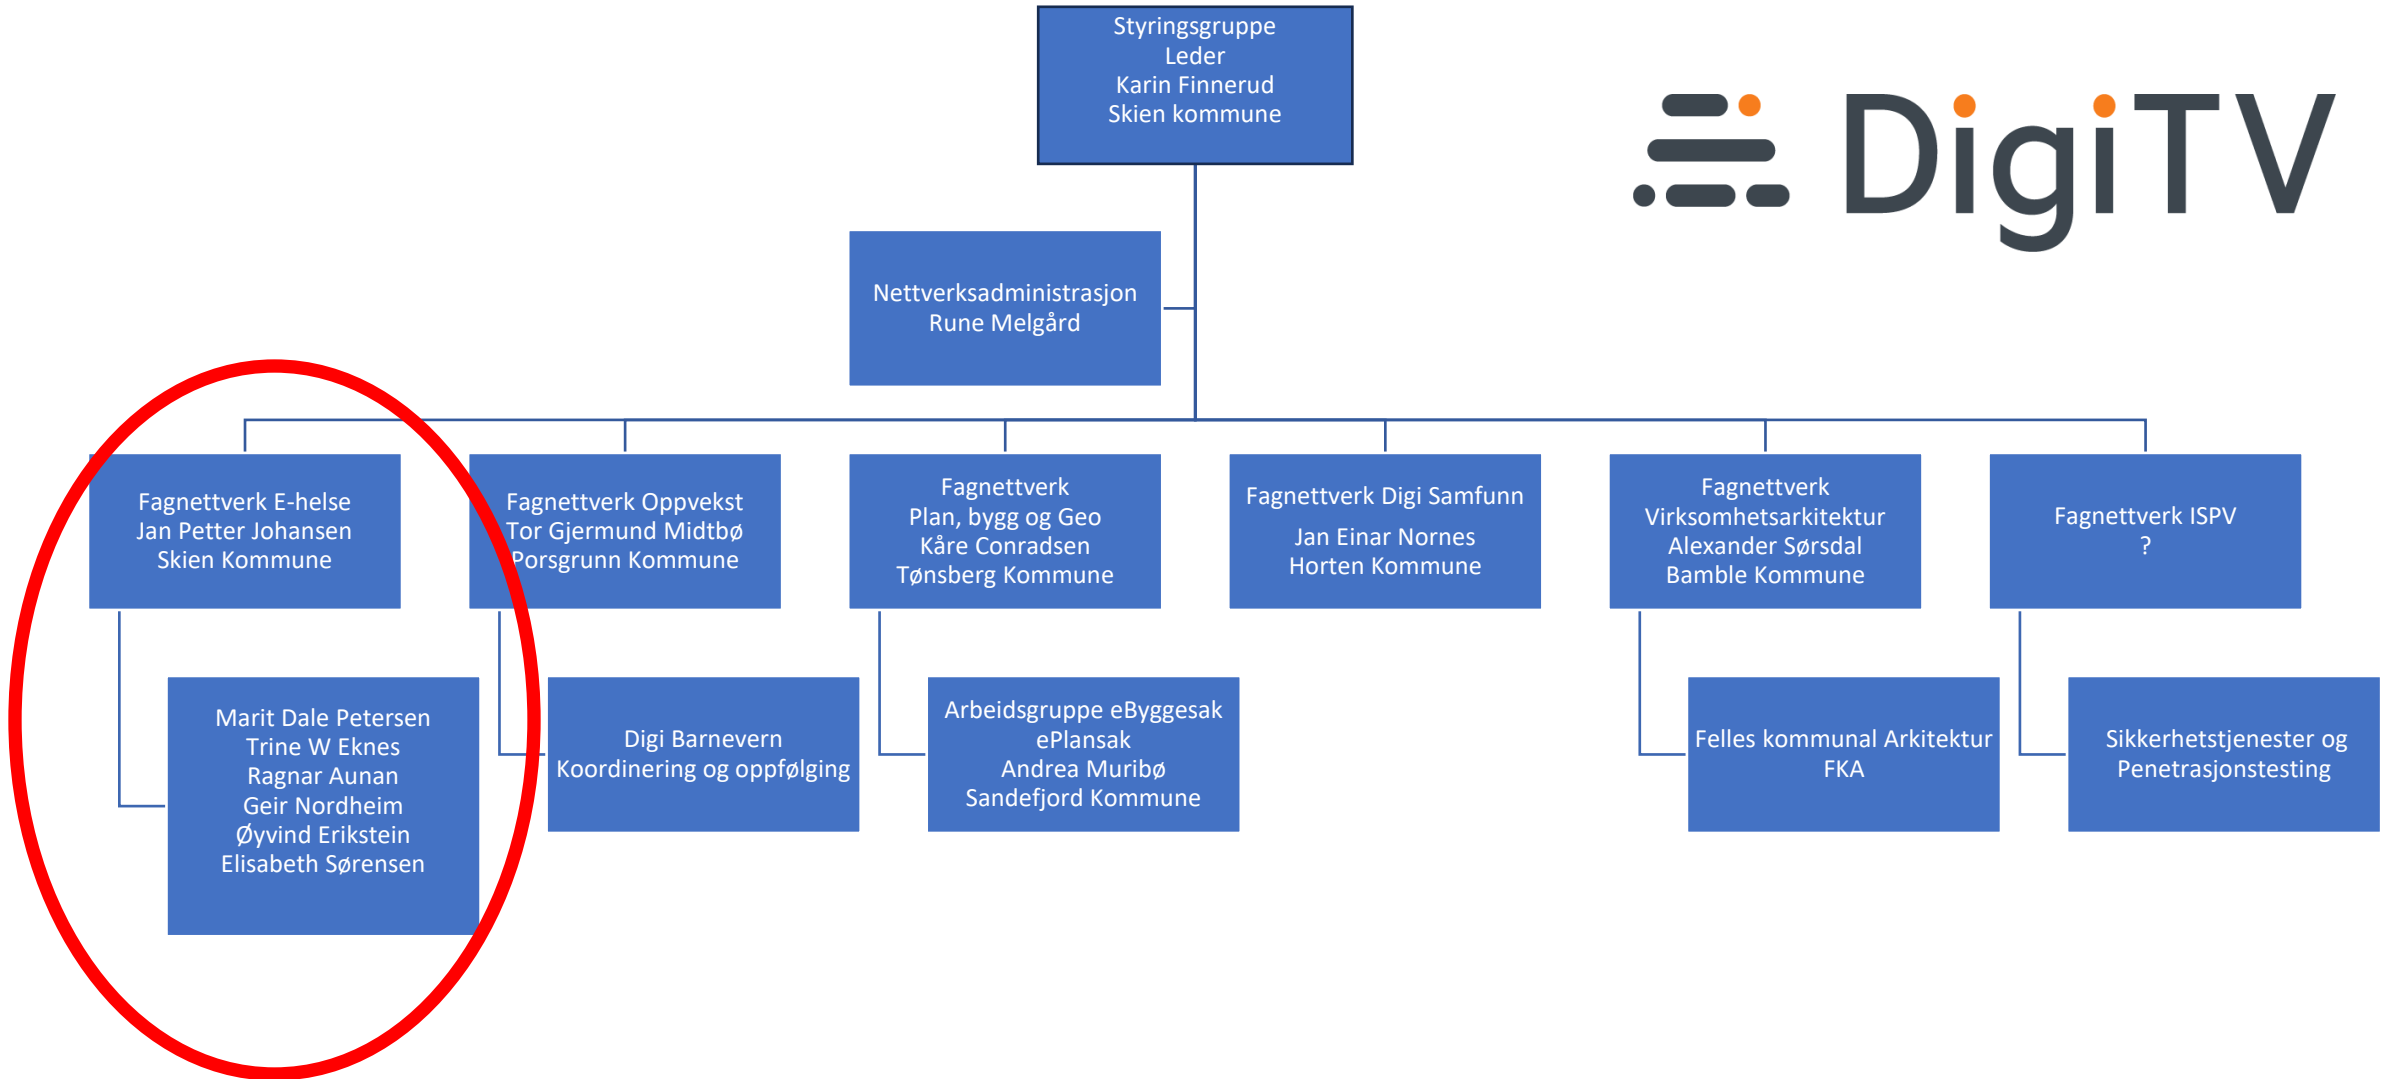 Styringsgruppe
Leder
Karin Finnerud
Skien kommune
DigiTV
Nettverksadministrasjon
Rune Melgård
Fagnettverk E-helse
Jan Petter Johansen
Skien Kommune
Fagnettverk Oppvekst
Tor Gjermund Midtbø
Porsgrunn Kommune
Fagnettverk
Plan, bygg og Geo
Kåre Conradsen
Tønsberg Kommune
Fagnettverk Digi Samfunn
Jan Einar Nornes
Horten Kommune
Fagnettverk
Virksomhetsarkitektur
Alexander Sørsdal
Bamble Kommune
Fagnettverk ISPV
?
Marit Dale Petersen
Trine W Eknes
Ragnar Aunan
Geir Nordheim
Øyvind Erikstein
Elisabeth Sørensen
Digi Barnevern
Koordinering og oppfølging
Arbeidsgruppe eByggesak
ePlansak
Andrea Muribø
Sandefjord Kommune
Felles kommunal Arkitektur
FKA
Sikkerhetstjenester og
Penetrasjonstesting